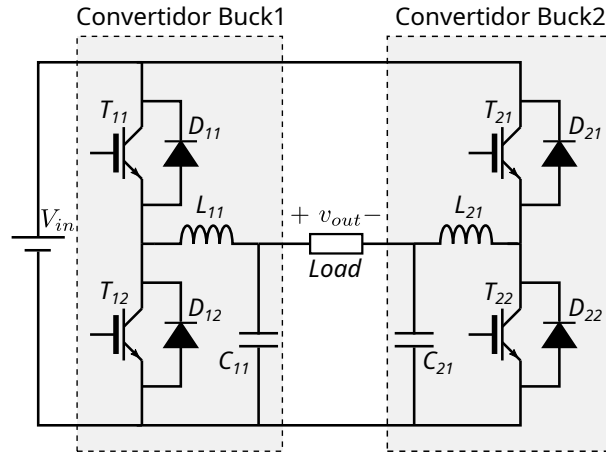 Convertidor Buck1
Convertidor Buck2
T11
D11
T21
D21
Vin
L11
+ vout−
L21
Load
T12
D12
T22
D22
C11
C21